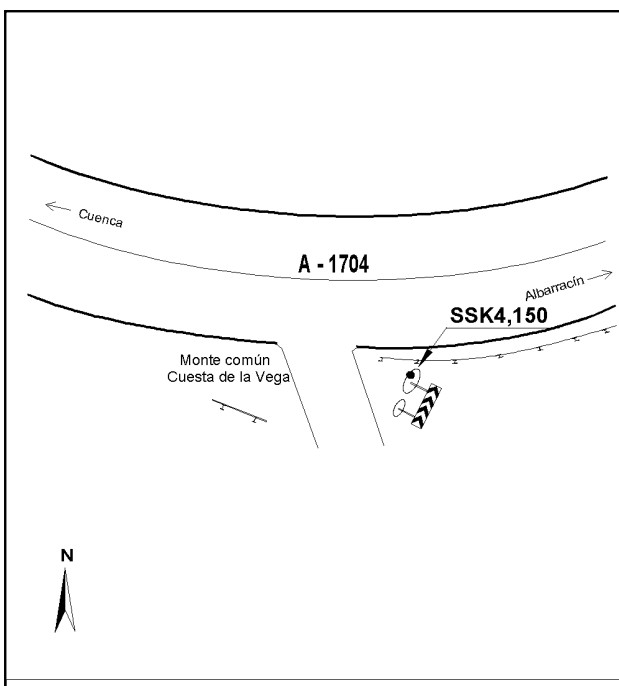 Cuenca
A - 1704
Albarracín
SSK4,150
Monte común
Cuesta de la Vega
N